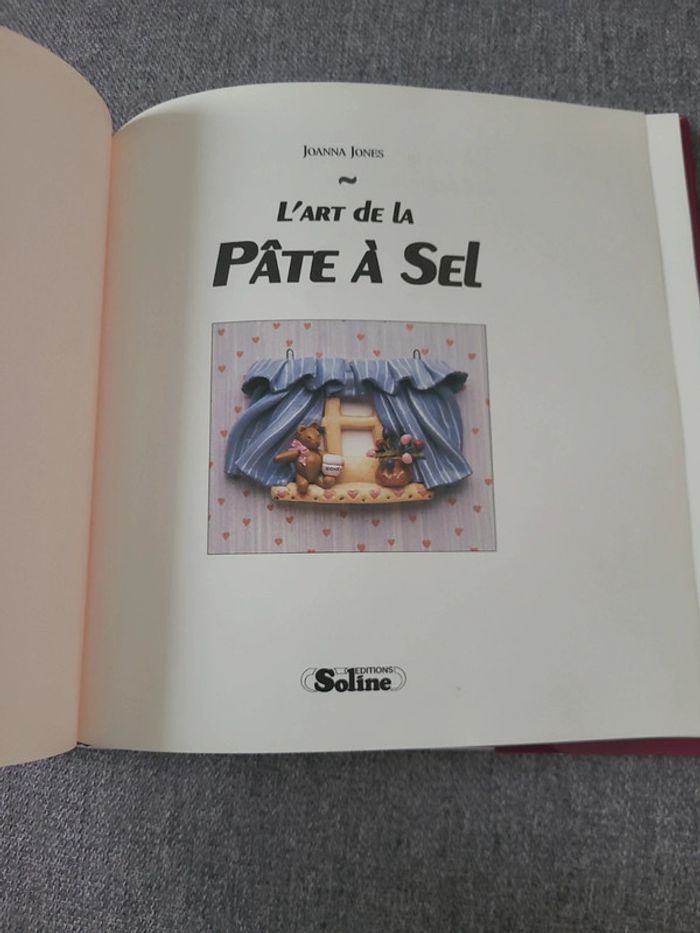 Joanna Jones
~
L'art de la
Pâte à Sel
EDITIONS
Soline